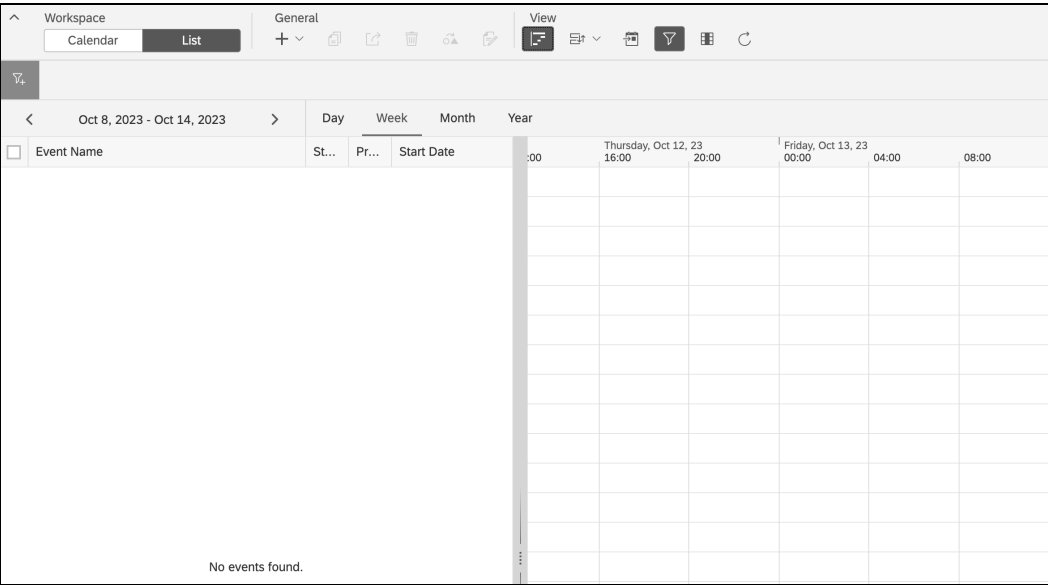 Workspace
General
View
Calendar
List
Oct 8, 2023 - Oct 14, 2023
Day
Week
Month
Year
Event Name
St...
Pr...
Start Date
Thursday, Oct 12, 23
Friday, Oct 13, 23
:00
16:00
20:00
00:00
04:00
08:00
No events found.